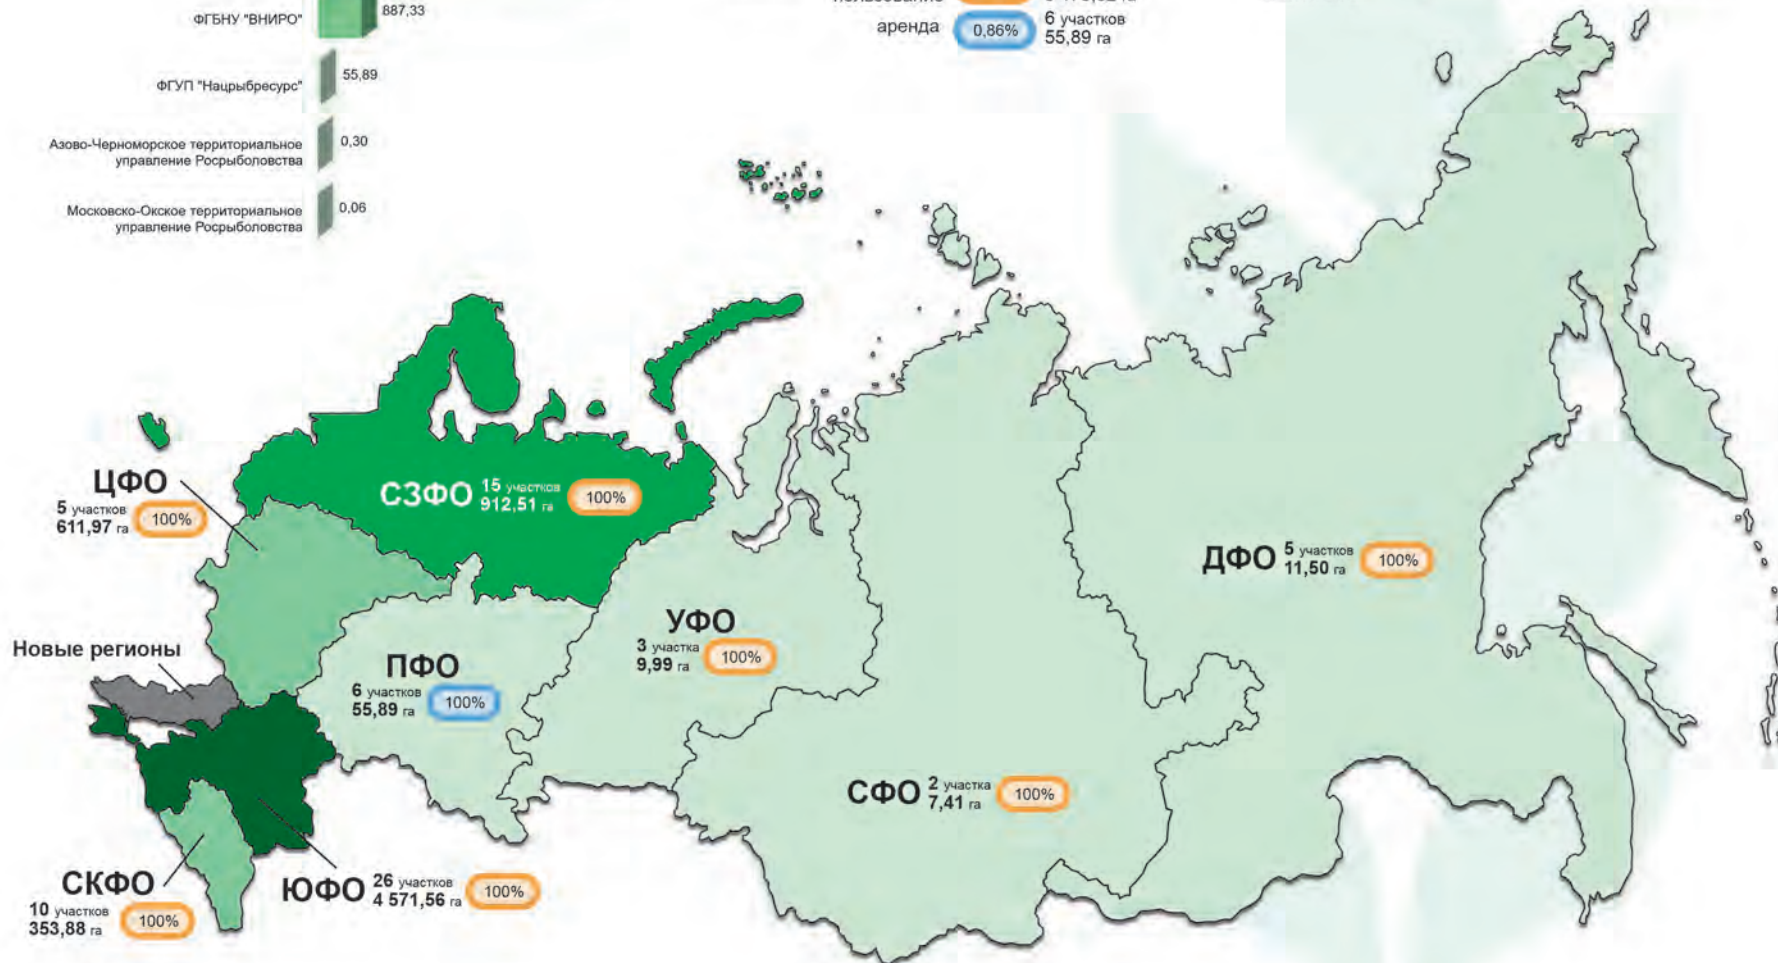 ФГБНУ "ВНИРО"
887,33
ФГУП "Нацрыбресурс"
55,89
Азово-Черноморское территориальное
управление Росрыболовства
0,30
Московско-Окское территориальное
управление Росрыболовства
0,06
аренда
0,86%
6 участков
55,89 га
ЦФО
5 участков
611,97 га
100%
СЗФО
15 участков
912,51 га
100%
ДФО
5 участков
11,50 га
100%
УФО
3 участка
9,99 га
100%
Новые регионы
ПФО
6 участков
55,89 га
100%
СФО
2 участка
7,41 га
100%
СКФО
10 участков
353,88 га
100%
ЮФО
26 участков
4 571,56 га
100%